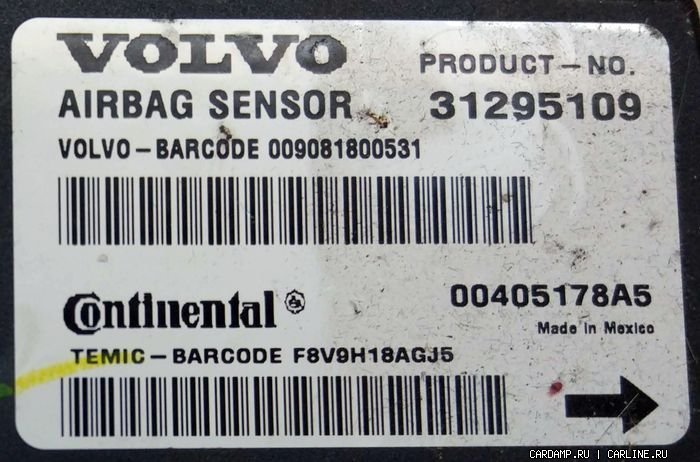 VOLVO PRODUCT-NO.
AIRBAG SENSOR 31295109
VOLVO-BARCODE 009081800531
Continental 00405178A5
Made in Mexico
TEMIC-BARCODE F8V9H18AGJ5
CARDAMP.RU | CARLINE.RU